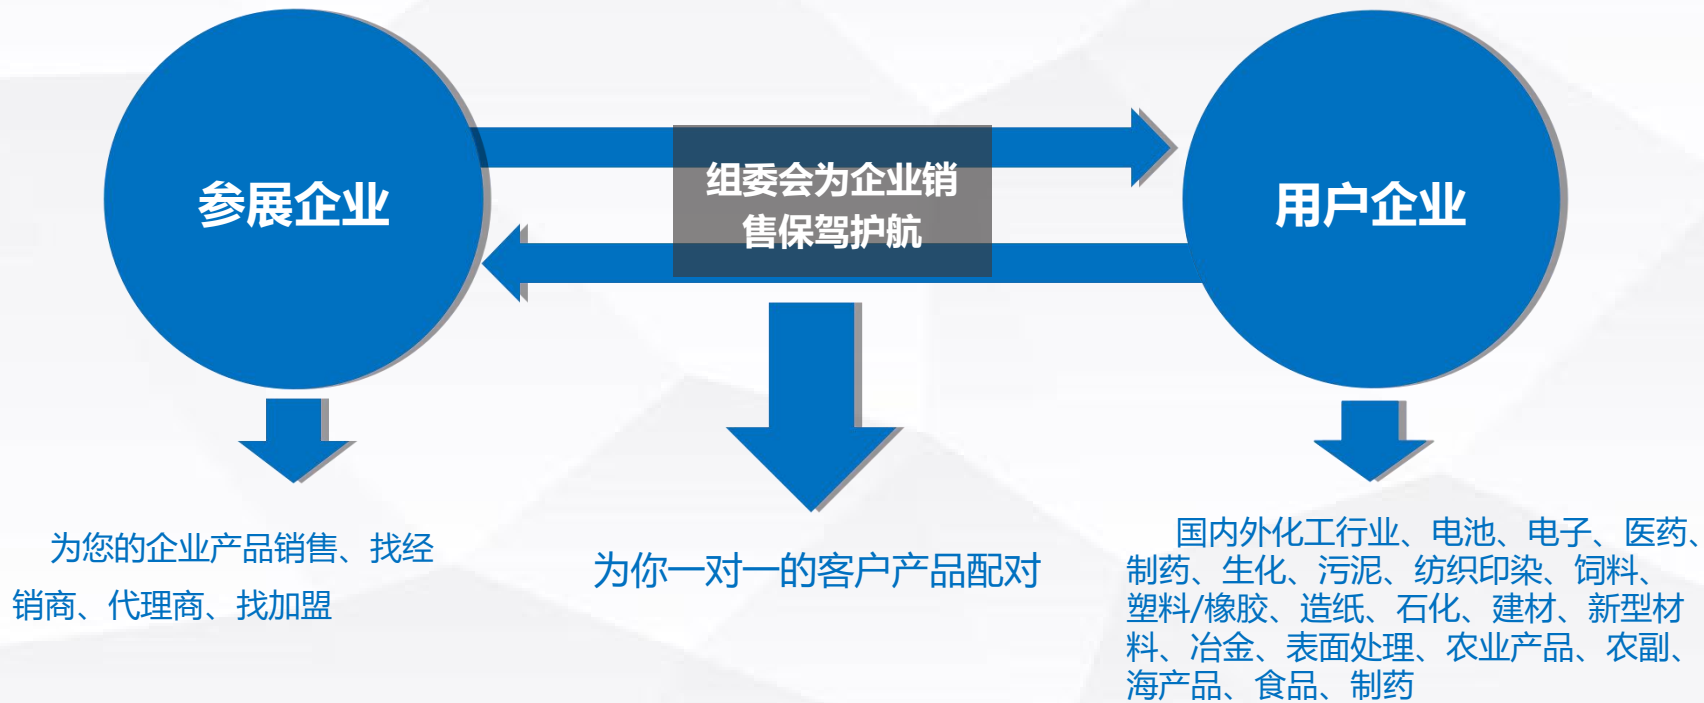 参展企业
组委会为企业销
售保驾护航
用户企业
为您的企业产品销售、找经
销商、代理商、找加盟
为你一对一的客户产品配对
国内外化工行业、电池、电子、医药、
制药、生化、污泥、纺织印染、饲料、
塑料/橡胶、造纸、石化、建材、新型材
料、冶金、表面处理、农业产品、农副、
海产品、食品、制药